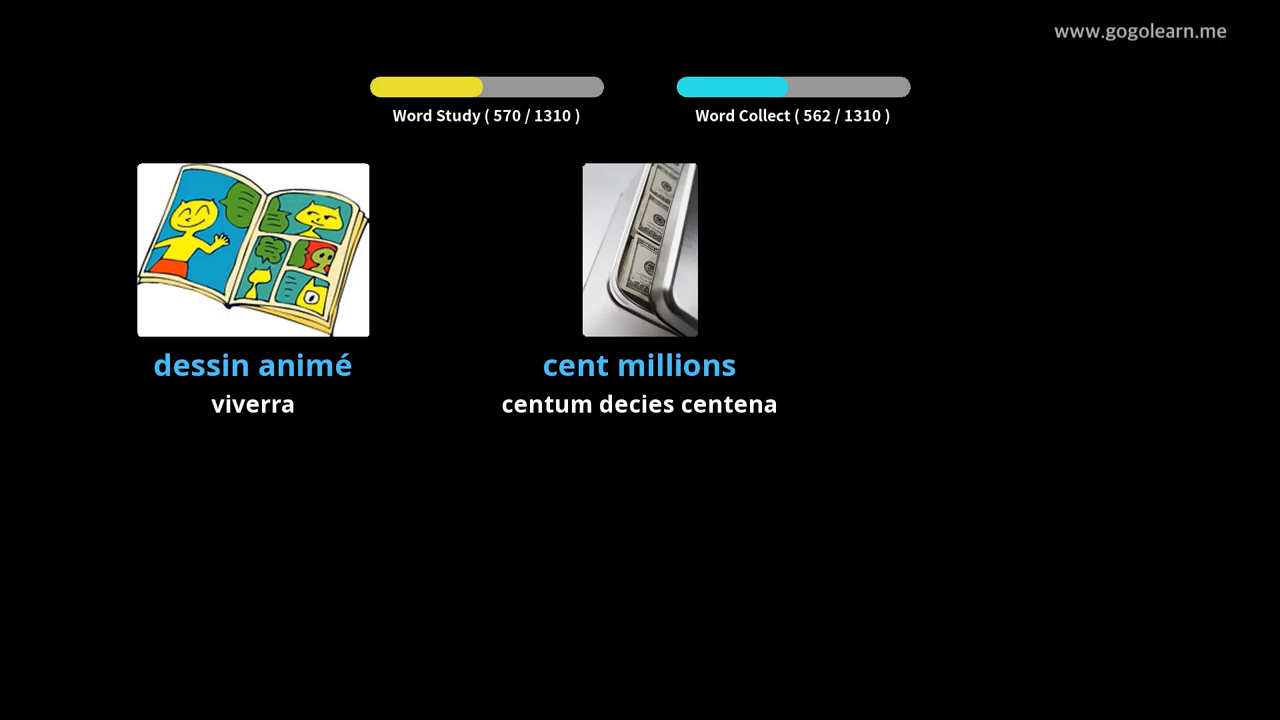 www.gogolearn.me
Word Study ( 570 / 1310 )
Word Collect ( 562 / 1310 )
dessin animé
viverra
cent millions
centum decies centena